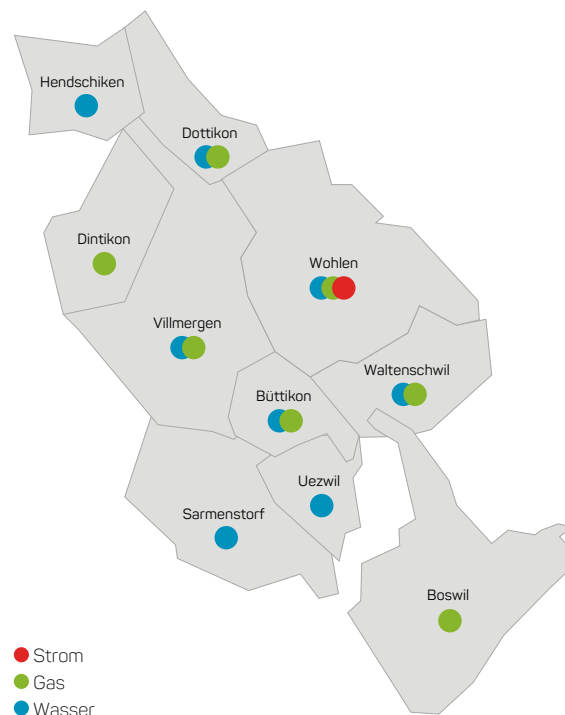 Hendschiken
Dottikon
Dintikon
Wohlen
Villmergen
Waltenschwil
Büttikon
Uezwil
Sarmenstorf
Boswil
Strom
Gas
Wasser